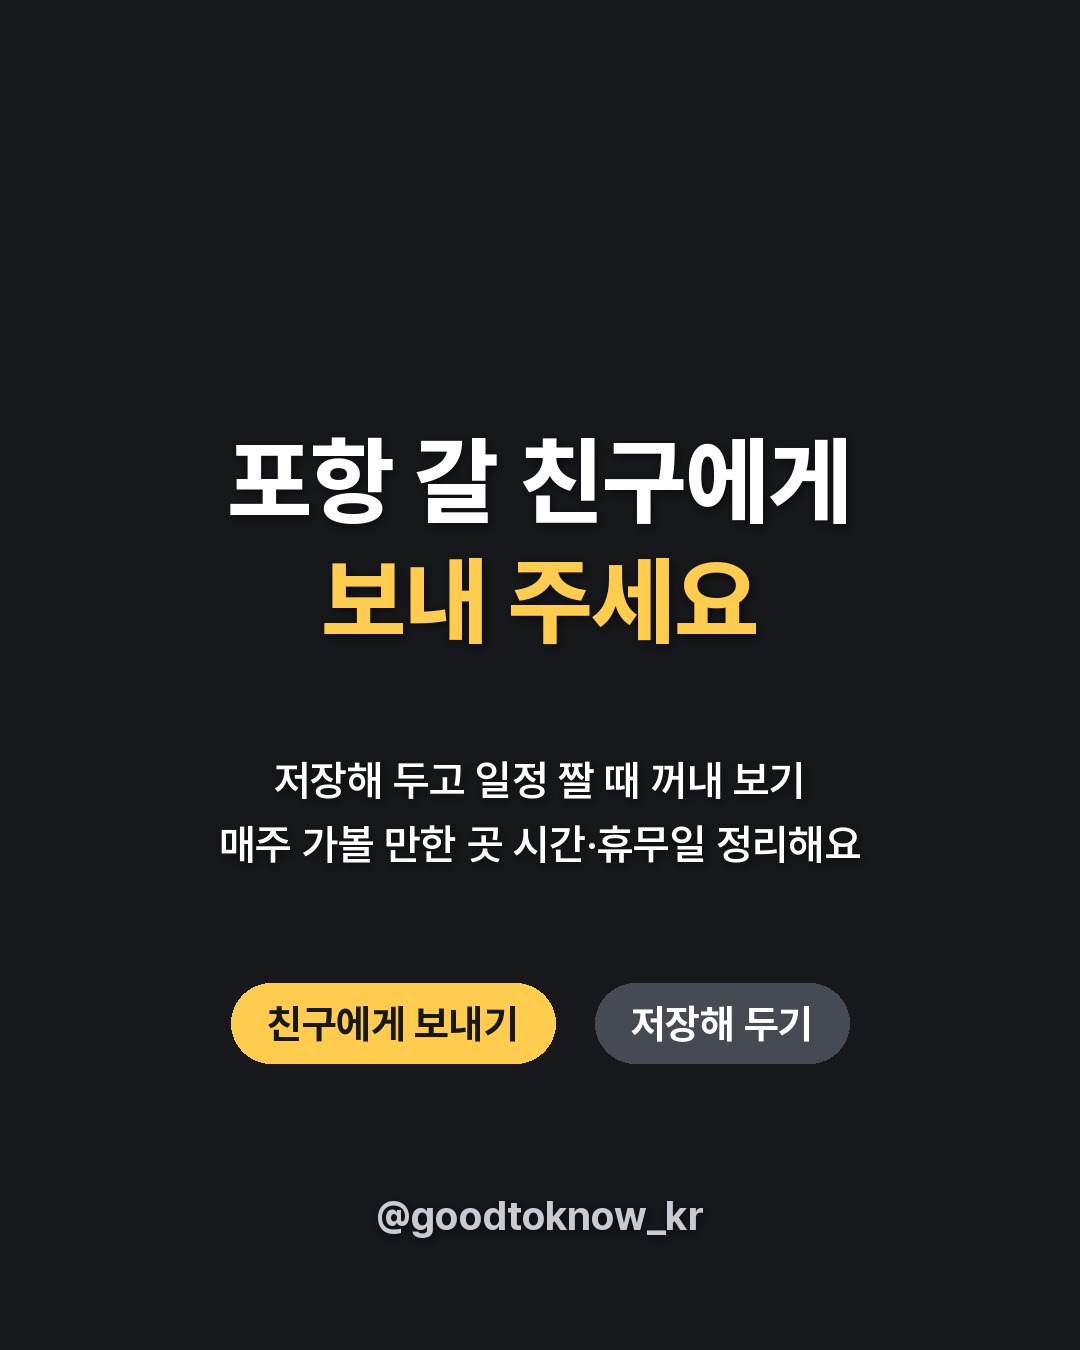 포항 갈 친구에게
보내 주세요
저장해 두고 일정 짤 때 꺼내 보기
매주 가볼 만한 곳 시간·휴무일 정리해요
친구에게 보내기
저장해 두기
@goodtoknow_kr